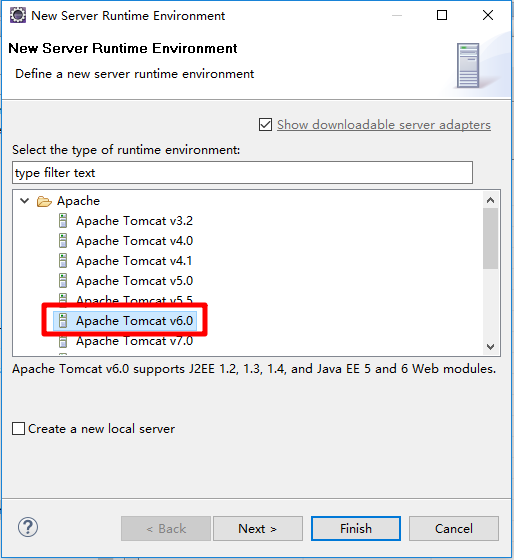 New Server Runtime Environment
New Server Runtime Environment
Define a new server runtime environment
Show downloadable server adapters
Select the type of runtime environment:
type filter text
Apache
Apache Tomcat v3.2
Apache Tomcat v4.0
Apache Tomcat v4.1
Apache Tomcat v5.0
Apache Tomcat v5.5
Apache Tomcat v6.0
Apache Tomcat v7.0
Apache Tomcat v6.0 supports J2EE 1.2, 1.3, 1.4, and Java EE 5 and 6 Web modules.
Create a new local server
? < Back Next > Finish Cancel